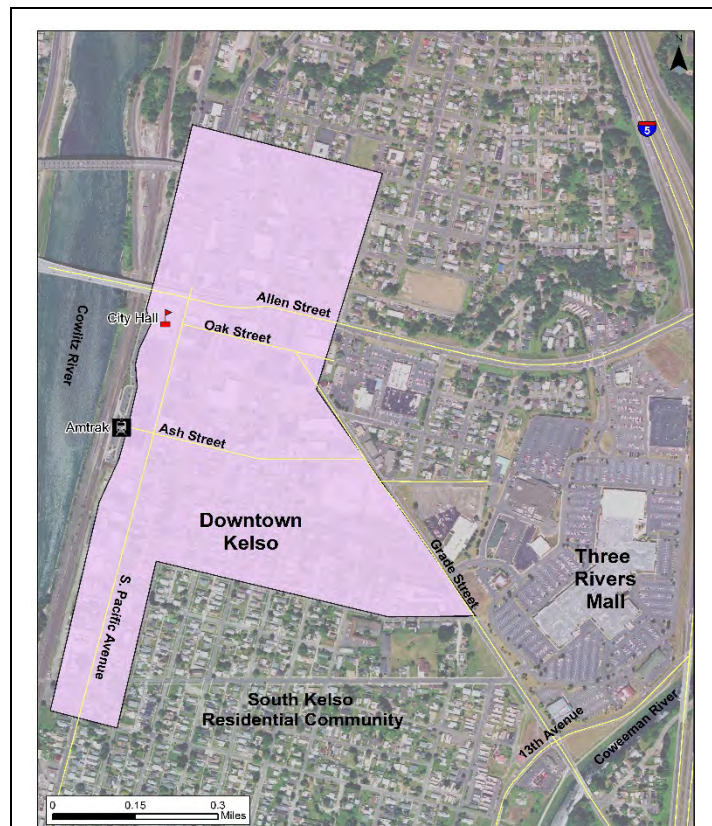 N
5
Allen Street
City Hall
Oak Street
Cowlitz River
Amtrak
Ash Street
Downtown
Kelso
Grade Street
Three
Rivers
Mall
S. Pacific Avenue
South Kelso
Residential Community
13th Avenue
Coweeman River
0 0.15 0.3
Miles